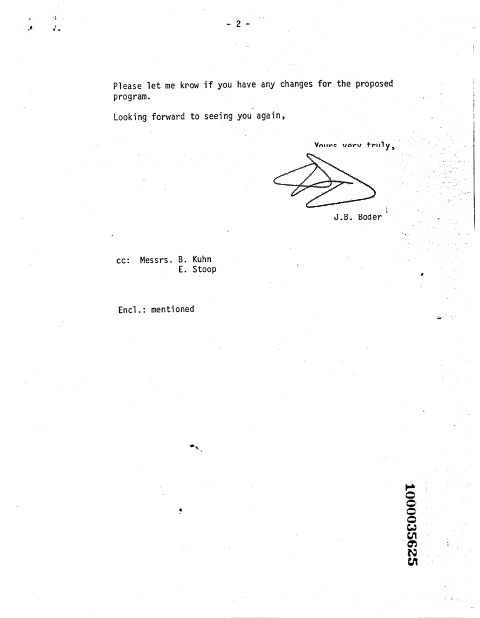 - 2 -
Please let me know if you have any changes for the proposed
program.
Looking forward to seeing you again,
Yours very truly,
J.B. Boder
cc: Messrs. B. Kuhn
E. Stoop
Encl.: mentioned
1000035625